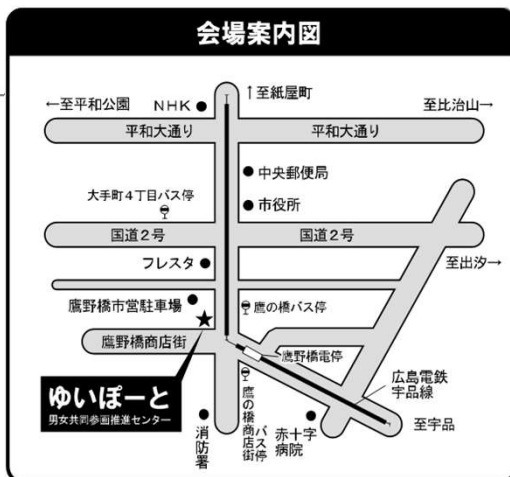 会場案内図
↑至紙屋町
←至平和公園
NHK
至比治山→
平和大通り
平和大通り
中央郵便局
大手町4丁目バス停
市役所
国道2号
国道2号
フレスタ
至出汐→
鷹野橋市営駐車場
鷹の橋バス停
鷹野橋商店街
鷹野橋電停
ゆいぽーと
男女共同参画推進センター
広島電鉄
宇品線
消防署
鷹の橋商店街
バス停
赤十字
病院
至宇品